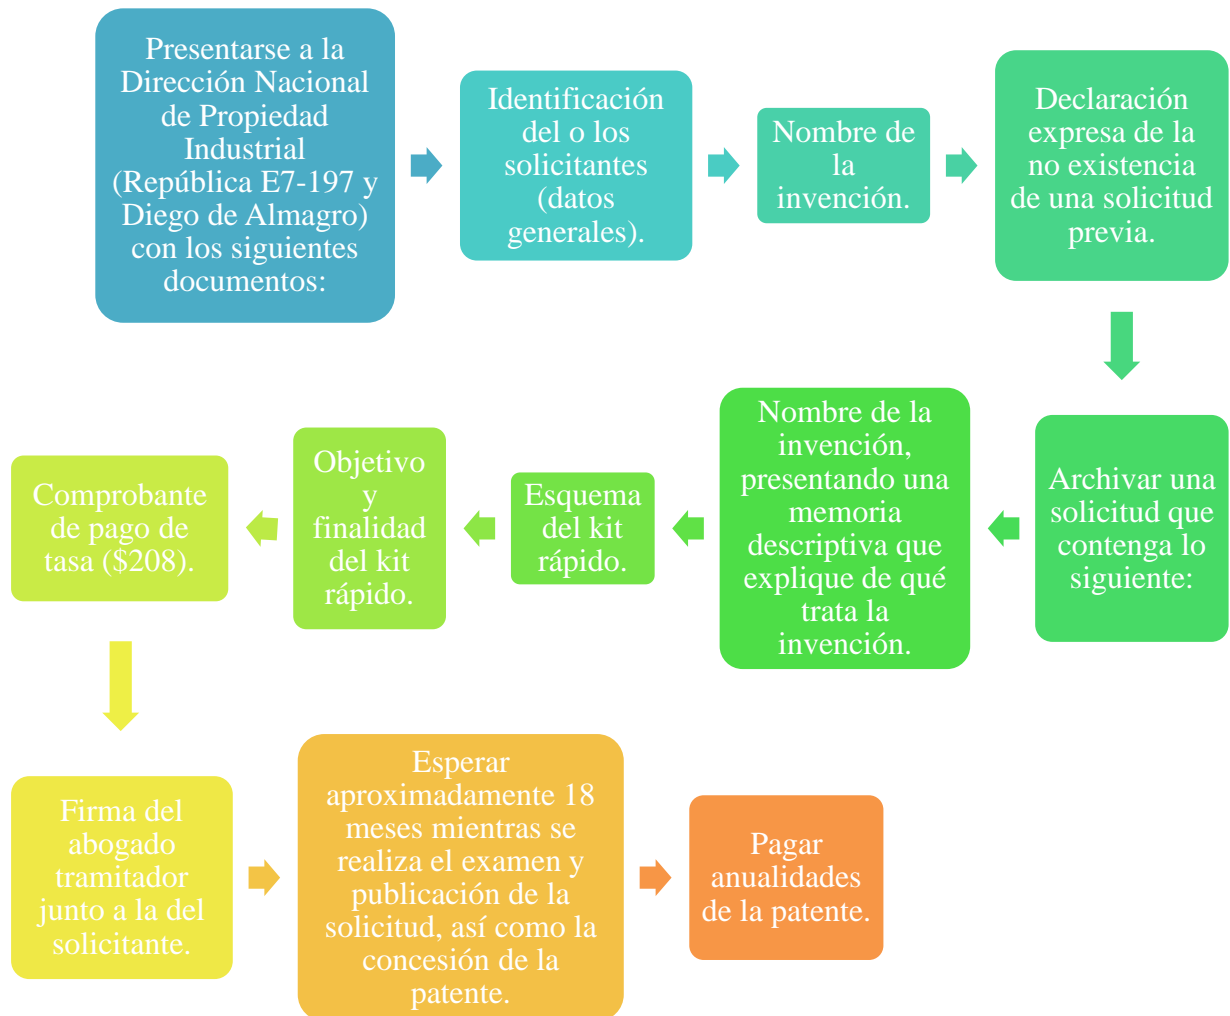 Presentarse a la
Dirección Nacional
de Propiedad
Industrial
(República E7-197 y
Diego de Almagro)
con los siguientes
documentos:
Identificación
del o los
solicitantes
(datos
generales).
Nombre de
la
invención.
Declaración
expresa de la
no existencia
de una solicitud
previa.
Archivar una
solicitud que
contenga lo
siguiente:
Nombre de la
invención,
presentando una
memoria
descriptiva que
explique de qué
trata la
invención.
Esquema
del kit
rápido.
Objetivo
y
finalidad
del kit
rápido.
Comprobante
de pago de
tasa ($208).
Firma del
abogado
tramitador
junto a la del
solicitante.
Esperar
aproximadamente 18
meses mientras se
realiza el examen y
publicación de la
solicitud, así como la
concesión de la
patente.
Pagar
anualidades
de la patente.